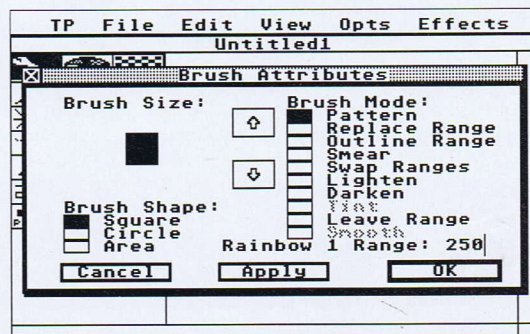 TP File Edit View Opts Effects
Untitled1
Brush Attributes
Brush Size:
Brush Mode:
Pattern
Replace Range
Outline Range
Smear
Swap Ranges
Lighten
Darken
Tint
Leave Range
Smooth
Brush Shape:
Square
Circle
Area
Rainbow 1 Range: 250
Cancel Apply OK